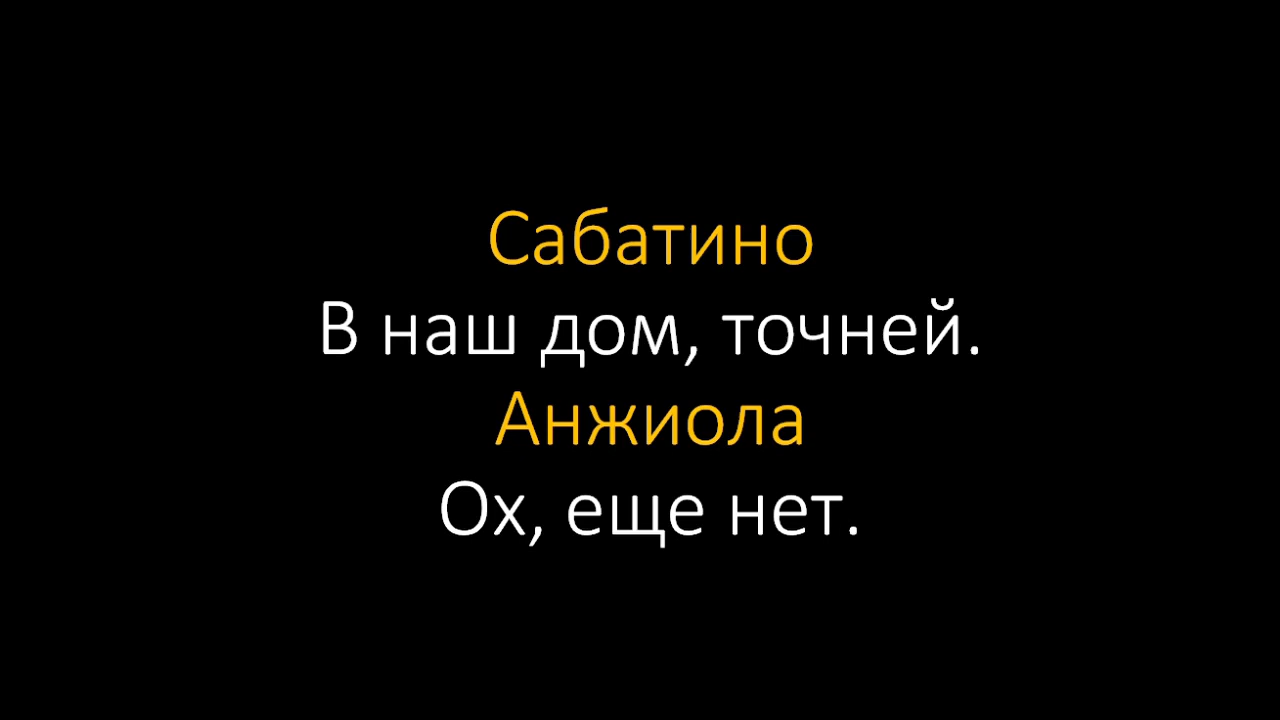 Сабатино
В наш дом, точней.
Анжиола
Ох, еще нет.